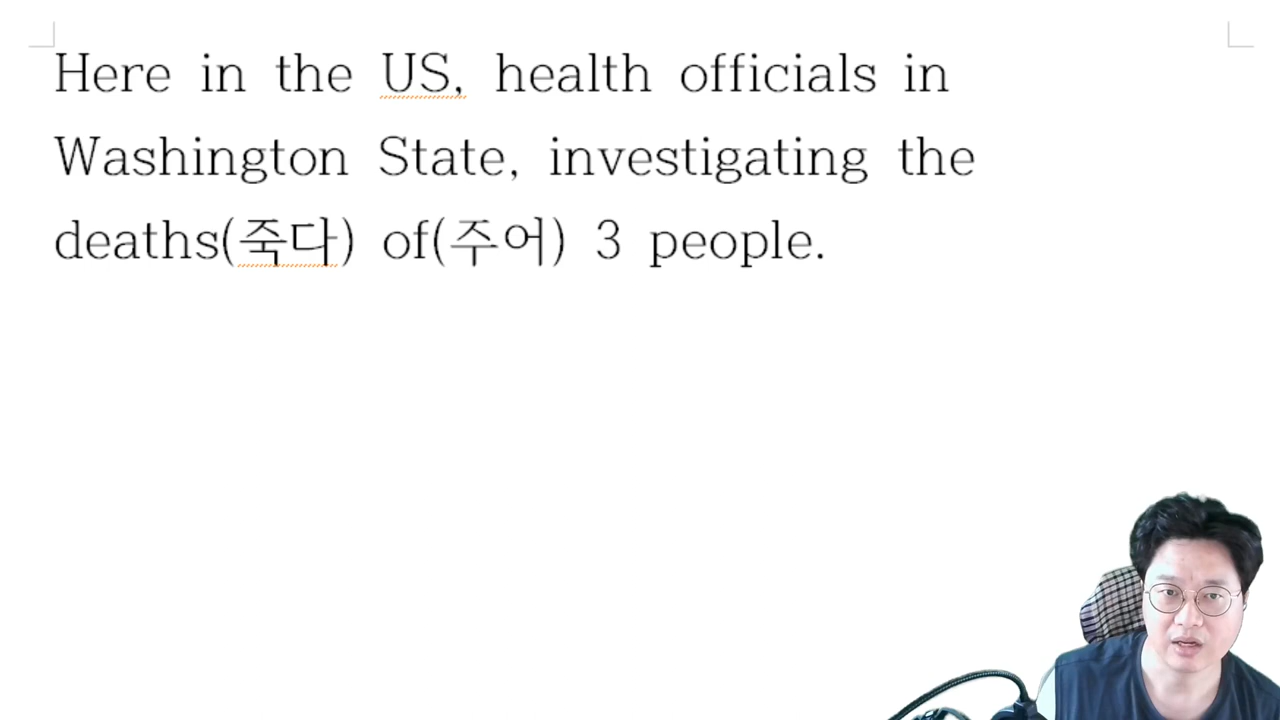 Here in the US, health officials in
Washington State, investigating the
deaths(죽다) of(주어) 3 people.